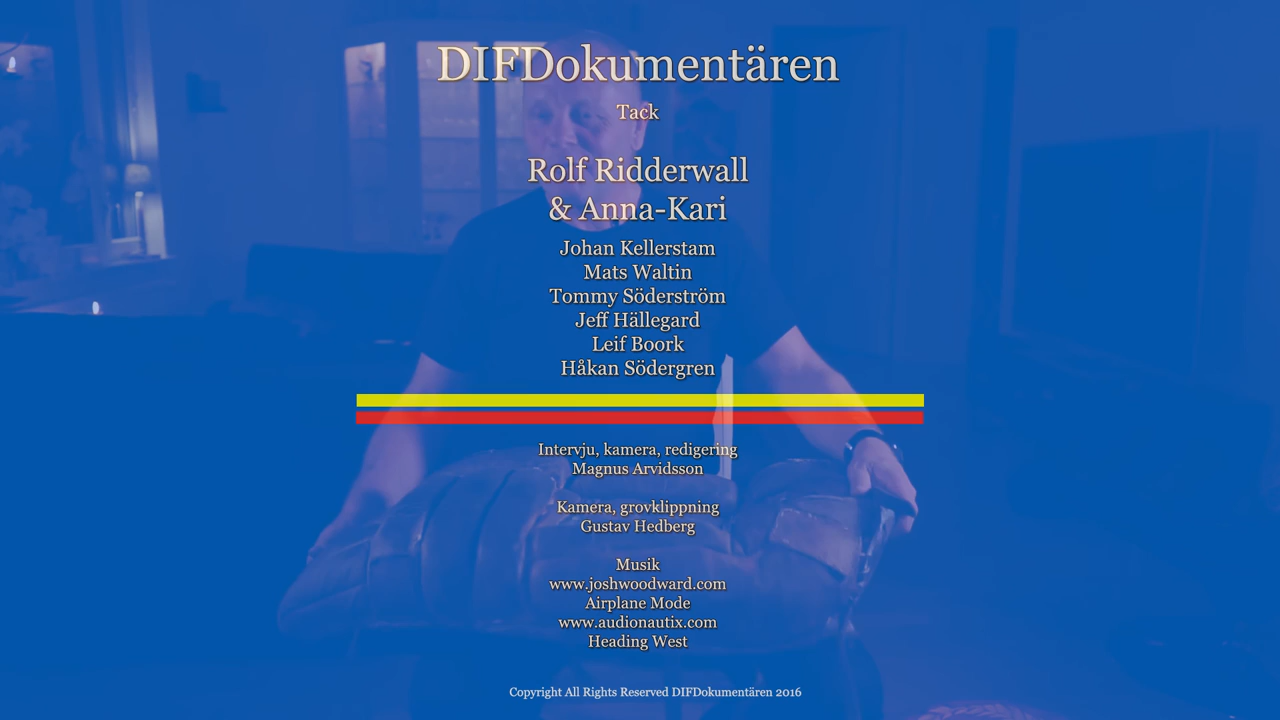 DIFDokumentären
Tack
Rolf Ridderwall
& Anna-Kari
Johan Kellerstam
Mats Waltin
Tommy Söderström
Jeff Hällegard
Leif Boork
Håkan Södergren
Intervju, kamera, redigering
Magnus Arvidsson
Kamera, grovklippning
Gustav Hedberg
Musik
www.joshwoodward.com
Airplane Mode
www.audionautix.com
Heading West
Copyright All Rights Reserved DIFDokumentären 2016